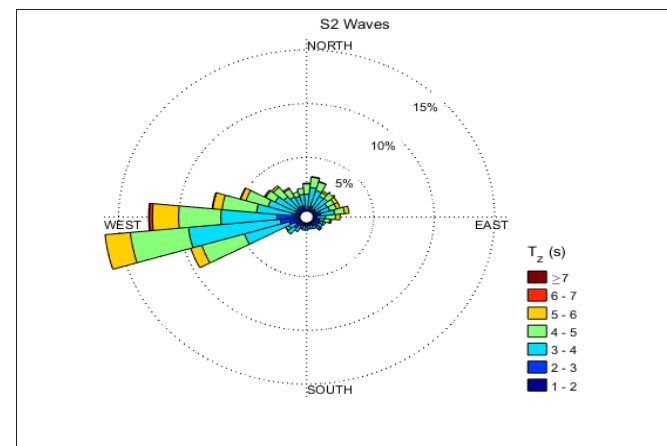 S2 Waves
NORTH
15%
10%
5%
WEST
EAST
T_z (s)
≥7
6 - 7
5 - 6
4 - 5
3 - 4
2 - 3
1 - 2
SOUTH